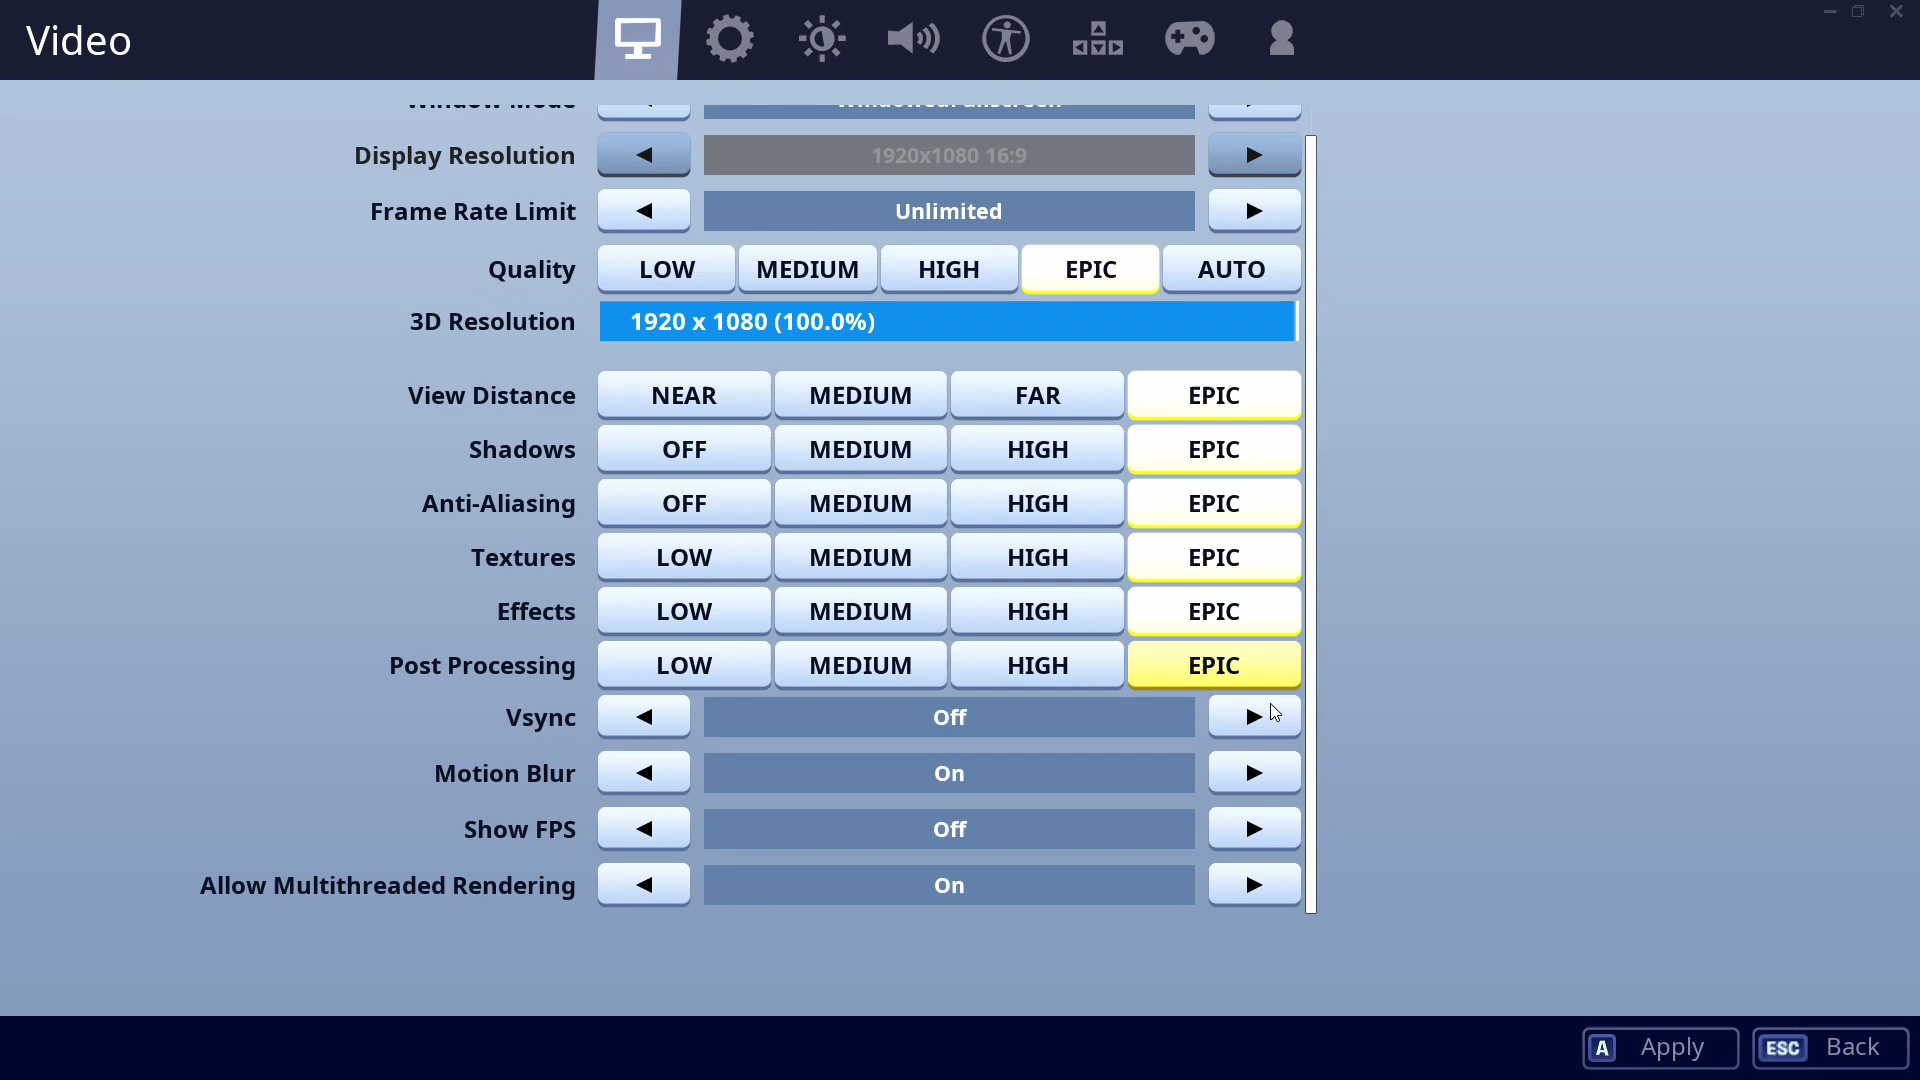 Video
Window Mode
Display Resolution 1920x1080 16:9
Frame Rate Limit Unlimited
Quality LOW MEDIUM HIGH EPIC AUTO
3D Resolution 1920 x 1080 (100.0%)
View Distance NEAR MEDIUM FAR EPIC
Shadows OFF MEDIUM HIGH EPIC
Anti-Aliasing OFF MEDIUM HIGH EPIC
Textures LOW MEDIUM HIGH EPIC
Effects LOW MEDIUM HIGH EPIC
Post Processing LOW MEDIUM HIGH EPIC
Vsync Off
Motion Blur On
Show FPS Off
Allow Multithreaded Rendering On
A Apply ESC Back